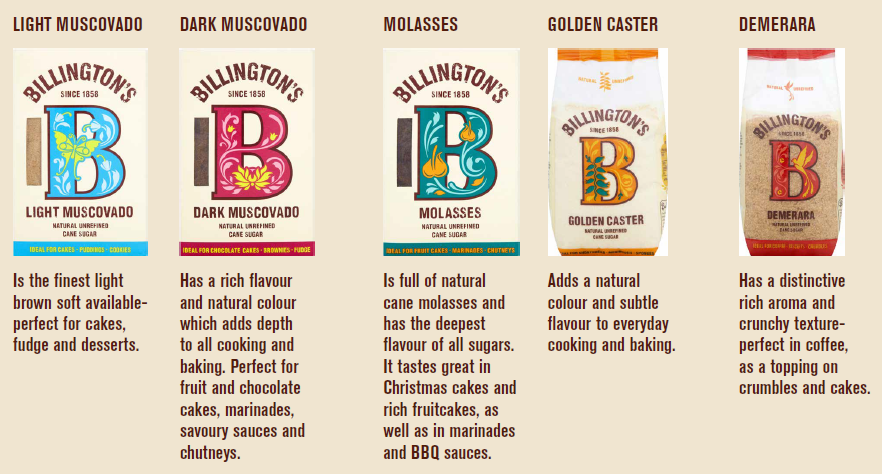 LIGHT MUSCOVADO
BILLINGTON'S
SINCE 1858
B
LIGHT MUSCOVADO
NATURAL UNREFINED
CANE SUGAR
IDEAL FOR CAKES · PUDDINGS · COOKIES
Is the finest light
brown soft available-
perfect for cakes,
fudge and desserts.
DARK MUSCOVADO
BILLINGTON'S
SINCE 1858
B
DARK MUSCOVADO
NATURAL UNREFINED
CANE SUGAR
IDEAL FOR CHOCOLATE CAKES · BROWNIES · FUDGE
Has a rich flavour
and natural colour
which adds depth
to all cooking and
baking. Perfect for
fruit and chocolate
cakes, marinades,
savoury sauces and
chutneys.
MOLASSES
BILLINGTON'S
SINCE 1858
B
MOLASSES
NATURAL UNREFINED
CANE SUGAR
IDEAL FOR FRUIT CAKES · MARINADES · CHUTNEYS
Is full of natural
cane molasses and
has the deepest
flavour of all sugars.
It tastes great in
Christmas cakes and
rich fruitcakes, as
well as in marinades
and BBQ sauces.
GOLDEN CASTER
NATURAL UNREFINED
BILLINGTON'S
SINCE 1858
B
GOLDEN CASTER
NATURAL UNREFINED
CANE SUGAR
Adds a natural
colour and subtle
flavour to everyday
cooking and baking.
DEMERARA
NATURAL UNREFINED
BILLINGTON'S
SINCE 1858
B
DEMERARA
NATURAL UNREFINED
CANE SUGAR
Has a distinctive
rich aroma and
crunchy texture-
perfect in coffee,
as a topping on
crumbles and cakes.